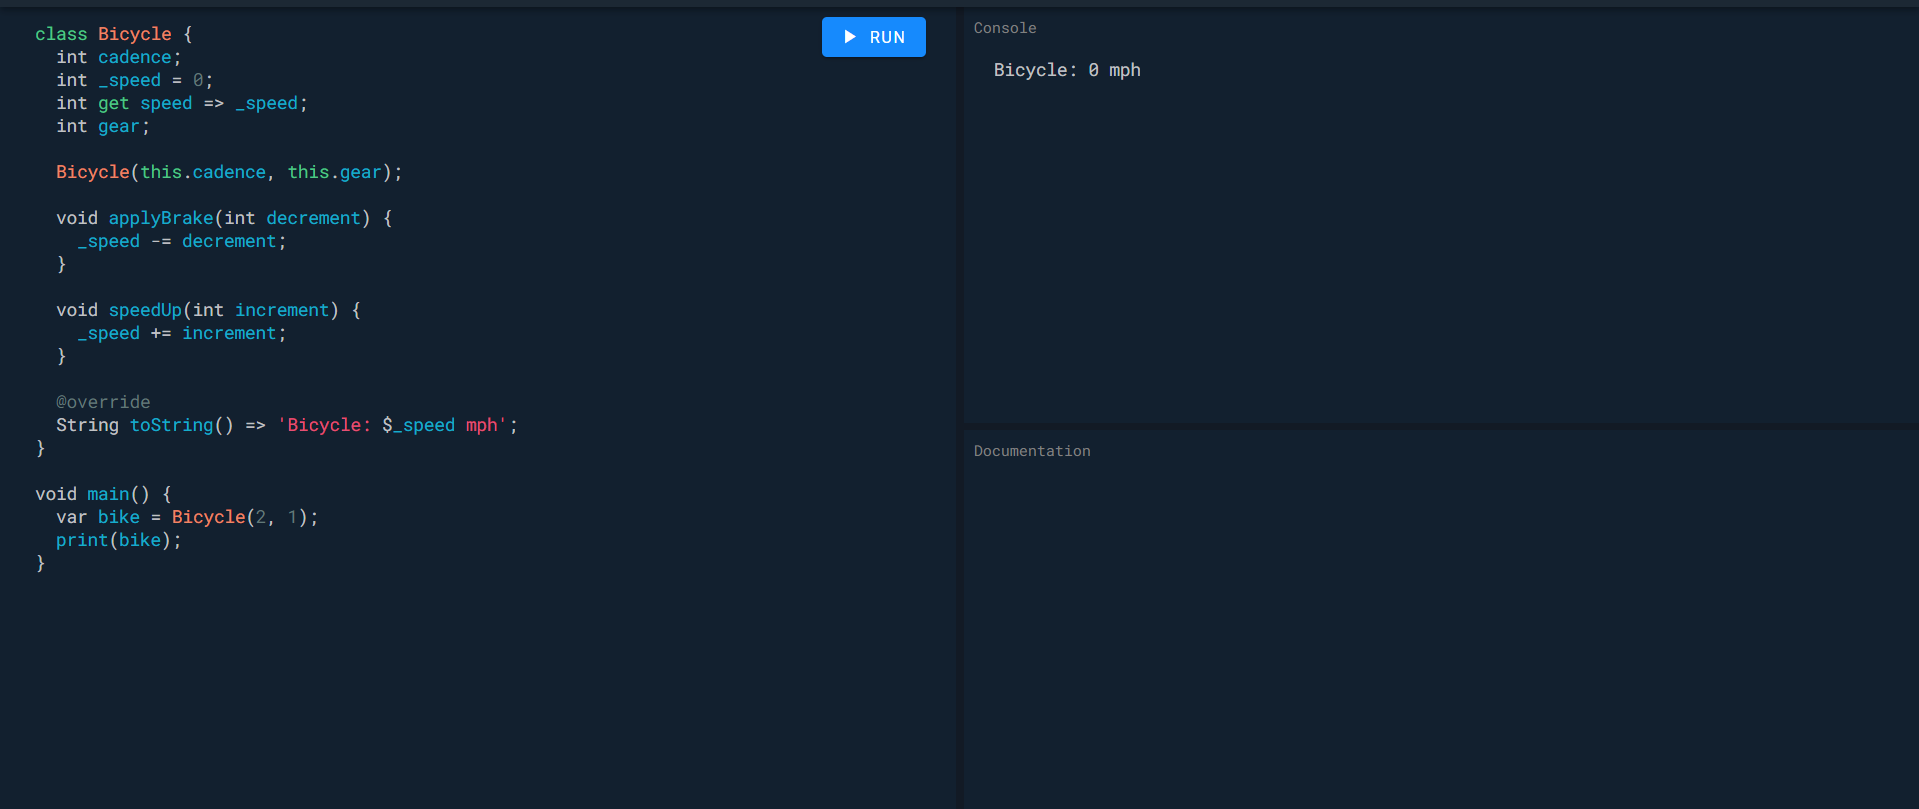 class Bicycle {
  int cadence;
  int _speed = 0;
  int get speed => _speed;
  int gear;

  Bicycle(this.cadence, this.gear);

  void applyBrake(int decrement) {
    _speed -= decrement;
  }

  void speedUp(int increment) {
    _speed += increment;
  }

  @override
  String toString() => 'Bicycle: $_speed mph';
}

void main() {
  var bike = Bicycle(2, 1);
  print(bike);
}
RUN
Console
Bicycle: 0 mph
Documentation